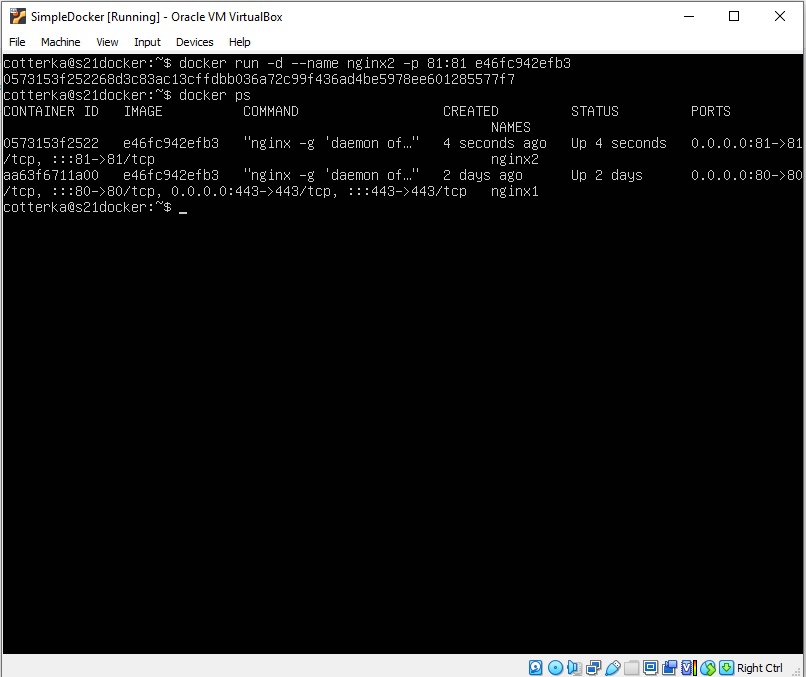 SimpleDocker [Running] - Oracle VM VirtualBox
File Machine View Input Devices Help
cotterka@s21docker:~$ docker run -d --name nginx2 -p 81:81 e46fc942efb3
0573153f252268d3c83ac13cffdbb036a72c99f436ad4be5978ee601285577f7
cotterka@s21docker:~$ docker ps
CONTAINER ID IMAGE COMMAND CREATED STATUS PORTS
NAMES
0573153f2522 e46fc942efb3 "nginx -g 'daemon of…" 4 seconds ago Up 4 seconds 0.0.0.0:81->81
/tcp, :::81->81/tcp nginx2
aa63f6711a00 e46fc942efb3 "nginx -g 'daemon of…" 2 days ago Up 2 days 0.0.0.0:80->80
/tcp, :::80->80/tcp, 0.0.0.0:443->443/tcp, :::443->443/tcp nginx1
cotterka@s21docker:~$ _
Right Ctrl